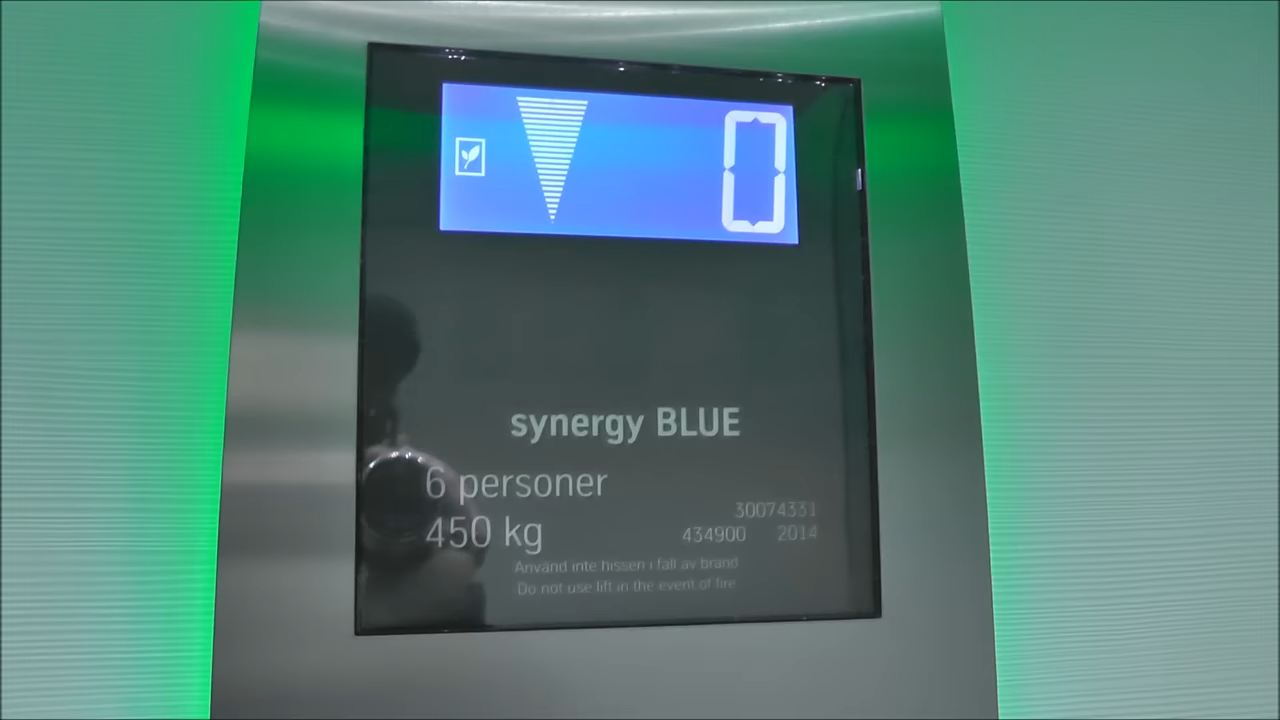 0
synergy BLUE
6 personer
450 kg
30074331
434900 2014
Använd inte hissen i fall av brand
Do not use lift in the event of fire